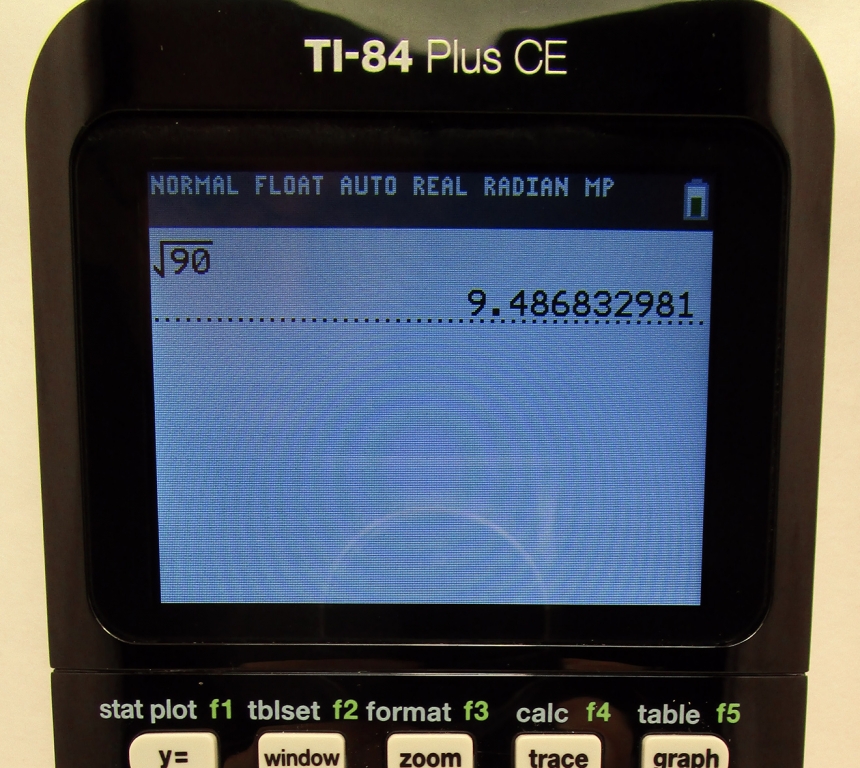 TI-84 Plus CE
NORMAL FLOAT AUTO REAL RADIAN MP
√90
9.486832981
stat plot f1 tblset f2 format f3 calc f4 table f5
y= window zoom trace graph